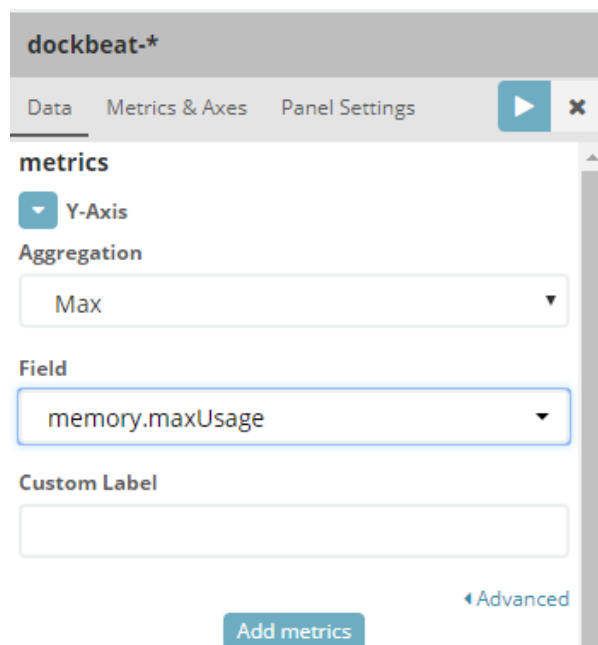 dockbeat-*
Data Metrics & Axes Panel Settings
metrics
Y-Axis
Aggregation
Max
Field
memory.maxUsage
Custom Label
Advanced
Add metrics